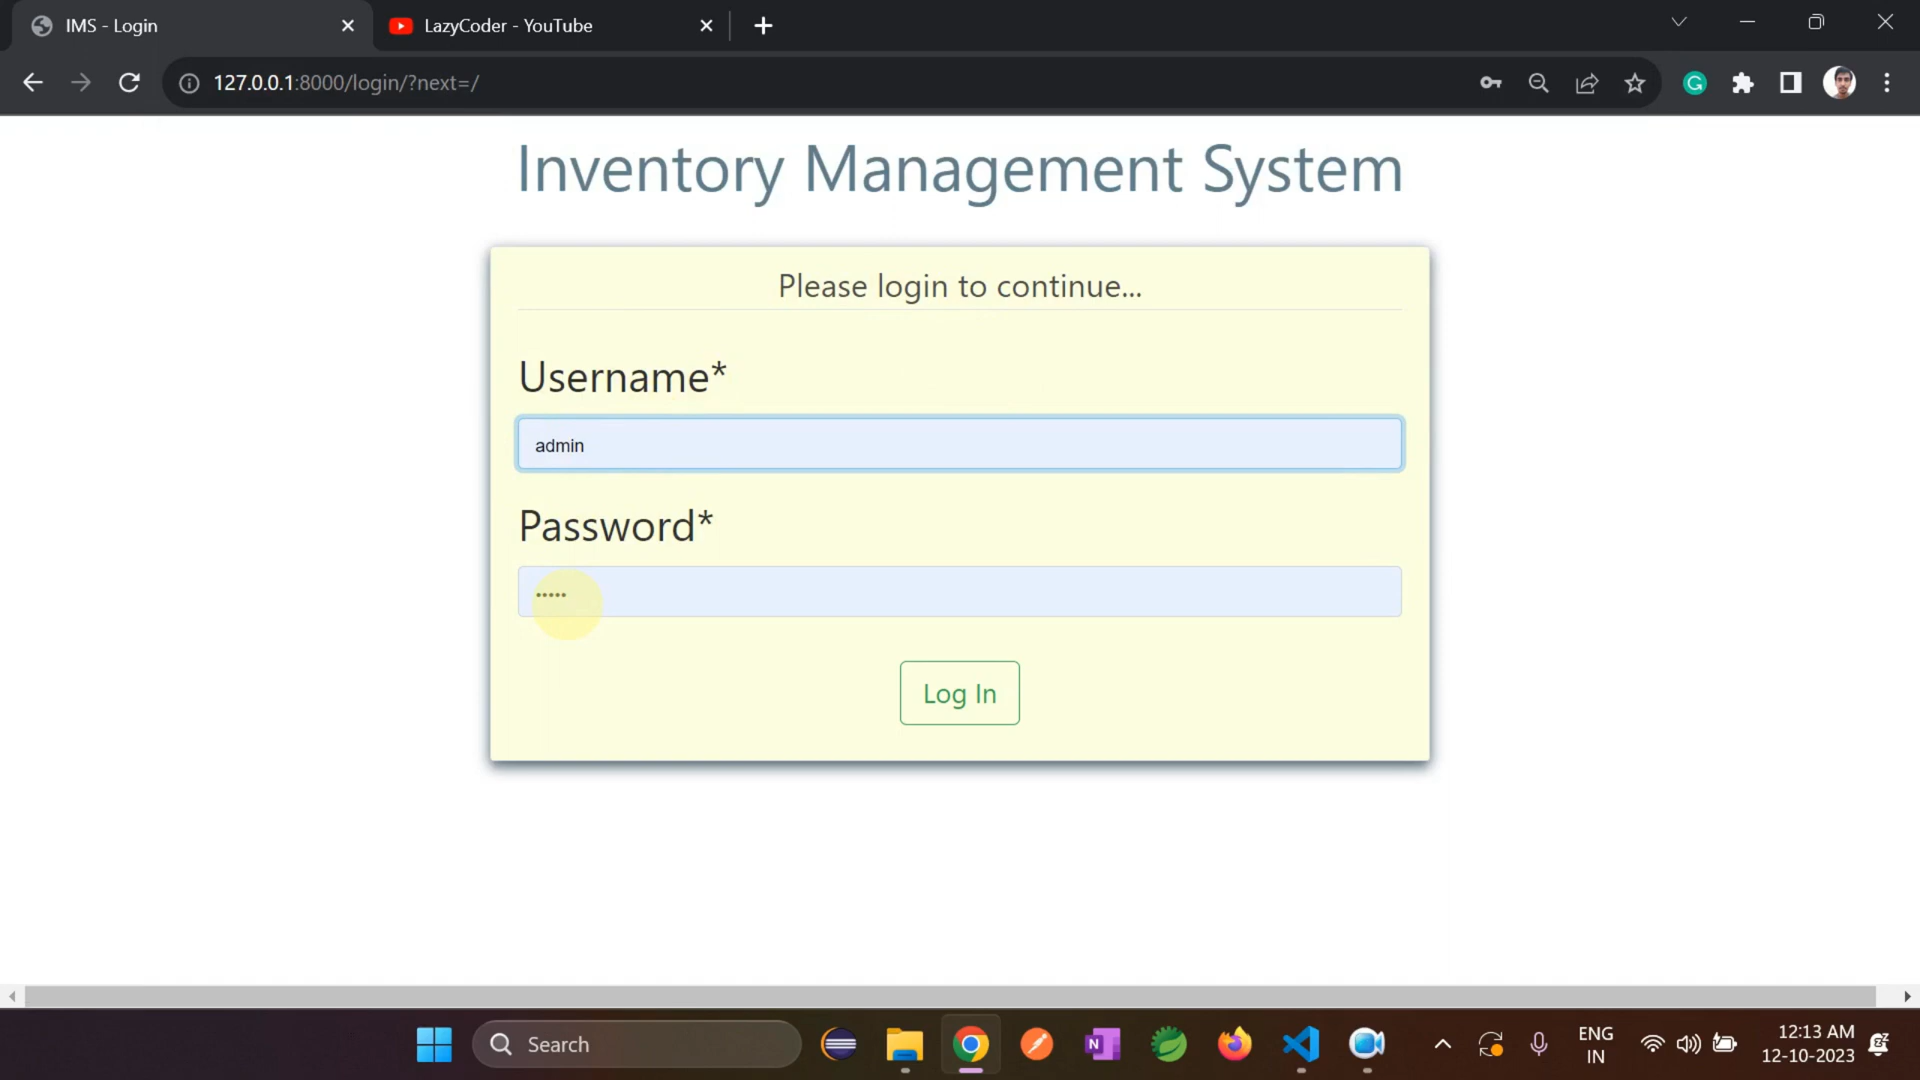 IMS - Login
LazyCoder - YouTube
127.0.0.1:8000/login/?next=/
Inventory Management System
Please login to continue...
Username*
admin
Password*
•••••
Log In
Search
ENG
IN
12:13 AM
12-10-2023